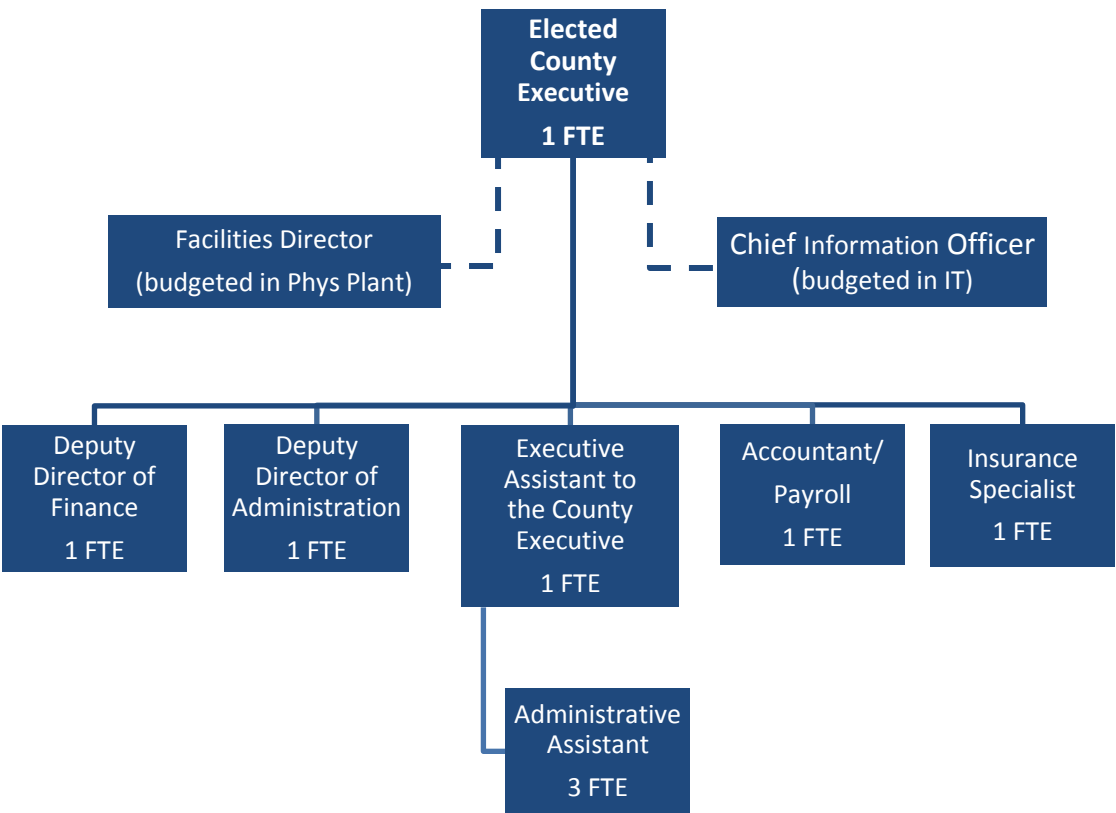 Elected
County
Executive
1 FTE
Facilities Director
(budgeted in Phys Plant)
Chief Information Officer
(budgeted in IT)
Deputy
Director of
Finance
1 FTE
Deputy
Director of
Administration
1 FTE
Executive
Assistant to
the County
Executive
1 FTE
Accountant/
Payroll
1 FTE
Insurance
Specialist
1 FTE
Administrative
Assistant
3 FTE